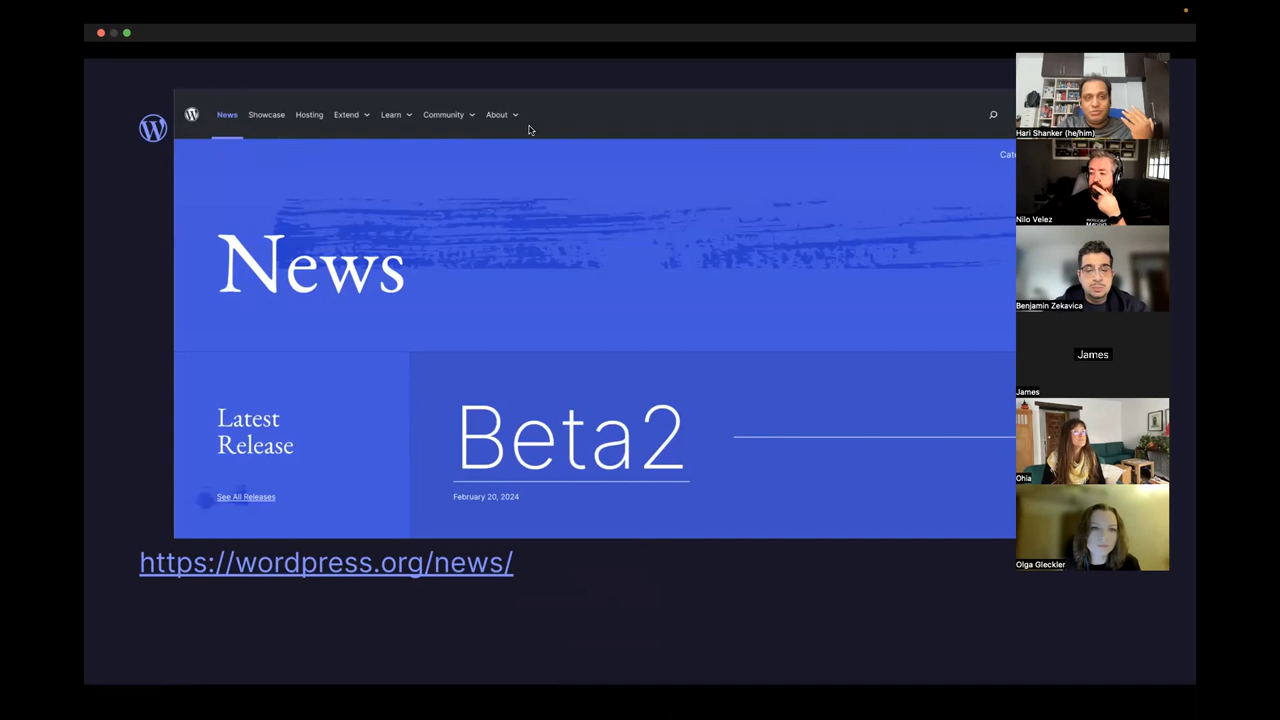 News Showcase Hosting Extend Learn Community About
News
Latest
Release
See All Releases
Beta2
February 20, 2024
https://wordpress.org/news/
Hari Shanker (he/him)
Nilo Velez
Benjamin Zekavica
James
James
Ohia
Olga Gleckler